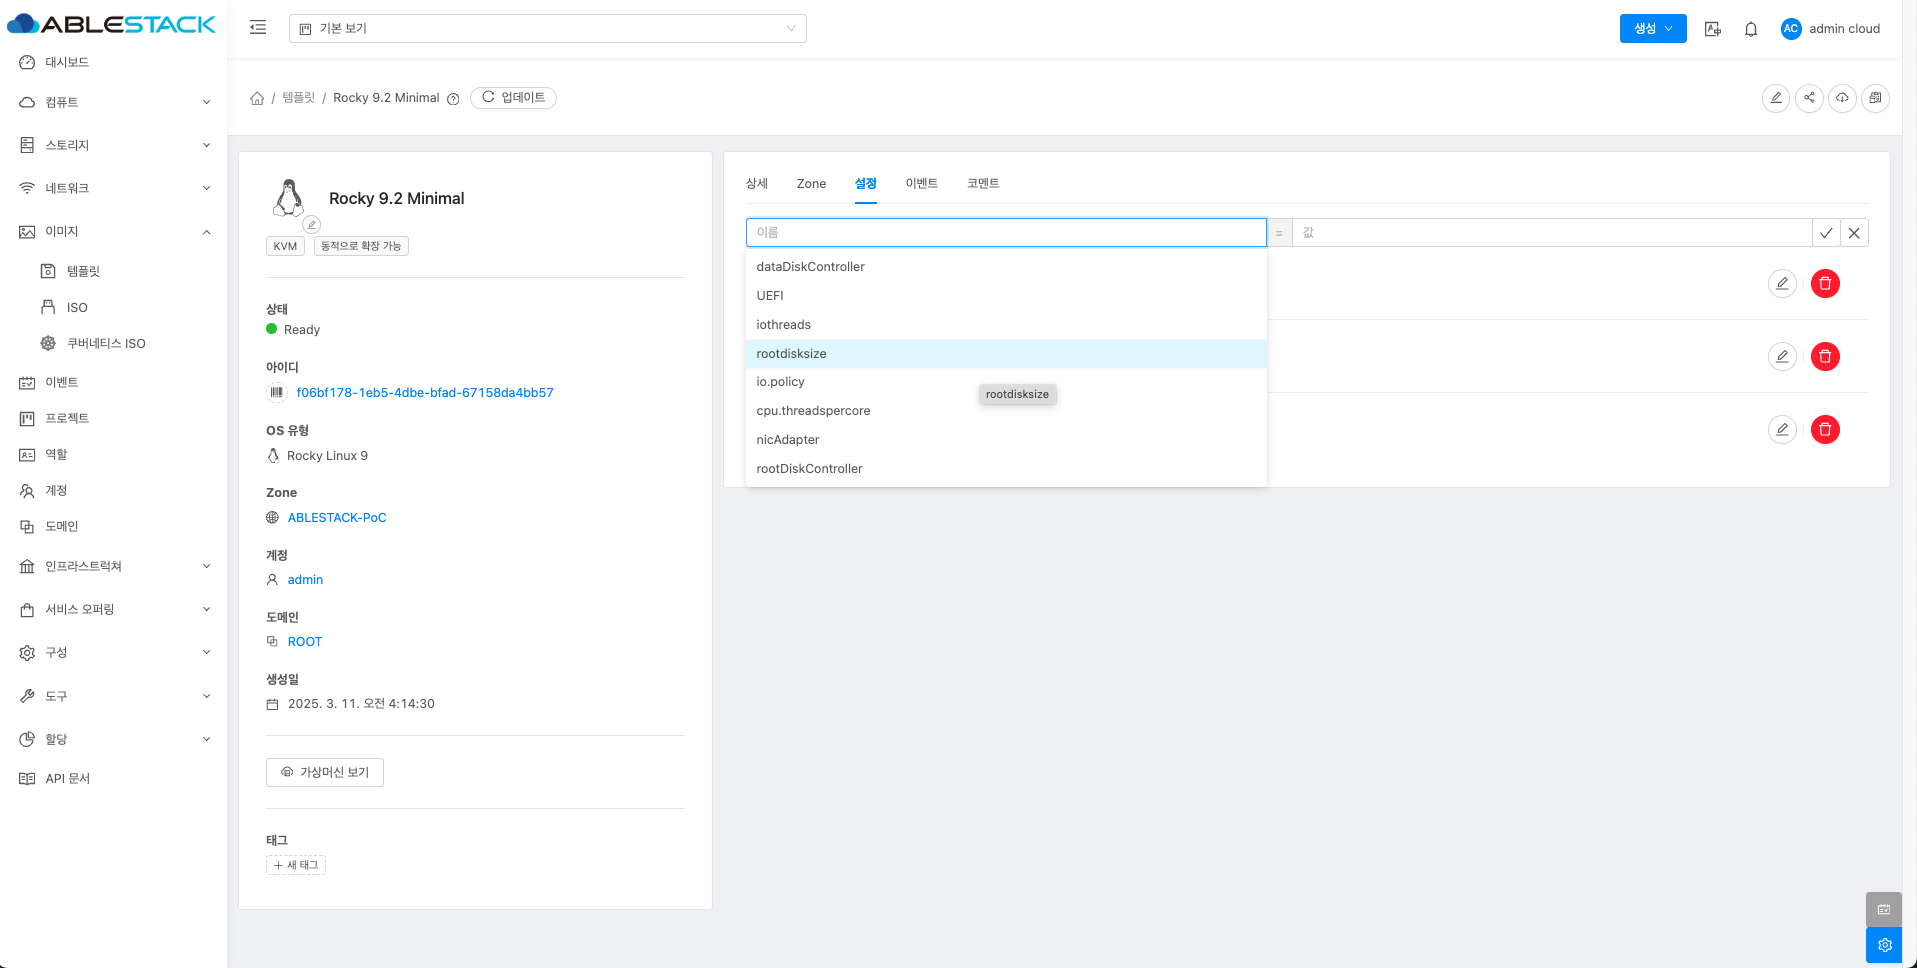 ABLESTACK
기본 보기
생성
AC
admin cloud
대시보드
컴퓨트
스토리지
네트워크
이미지
템플릿
ISO
쿠버네티스 ISO
이벤트
프로젝트
역할
계정
도메인
인프라스트럭쳐
서비스 오퍼링
구성
도구
할당
API 문서
/ 템플릿 / Rocky 9.2 Minimal
업데이트
Rocky 9.2 Minimal
KVM
동적으로 확장 가능
상태
Ready
아이디
f06bf178-1eb5-4dbe-bfad-67158da4bb57
OS 유형
Rocky Linux 9
Zone
ABLESTACK-PoC
계정
admin
도메인
ROOT
생성일
2025. 3. 11. 오전 4:14:30
가상머신 보기
태그
+ 새 태그
상세 Zone 설정 이벤트 코멘트
이름 = 값
dataDiskController
UEFI
iothreads
rootdisksize
io.policy
rootdisksize
cpu.threadspercore
nicAdapter
rootDiskController